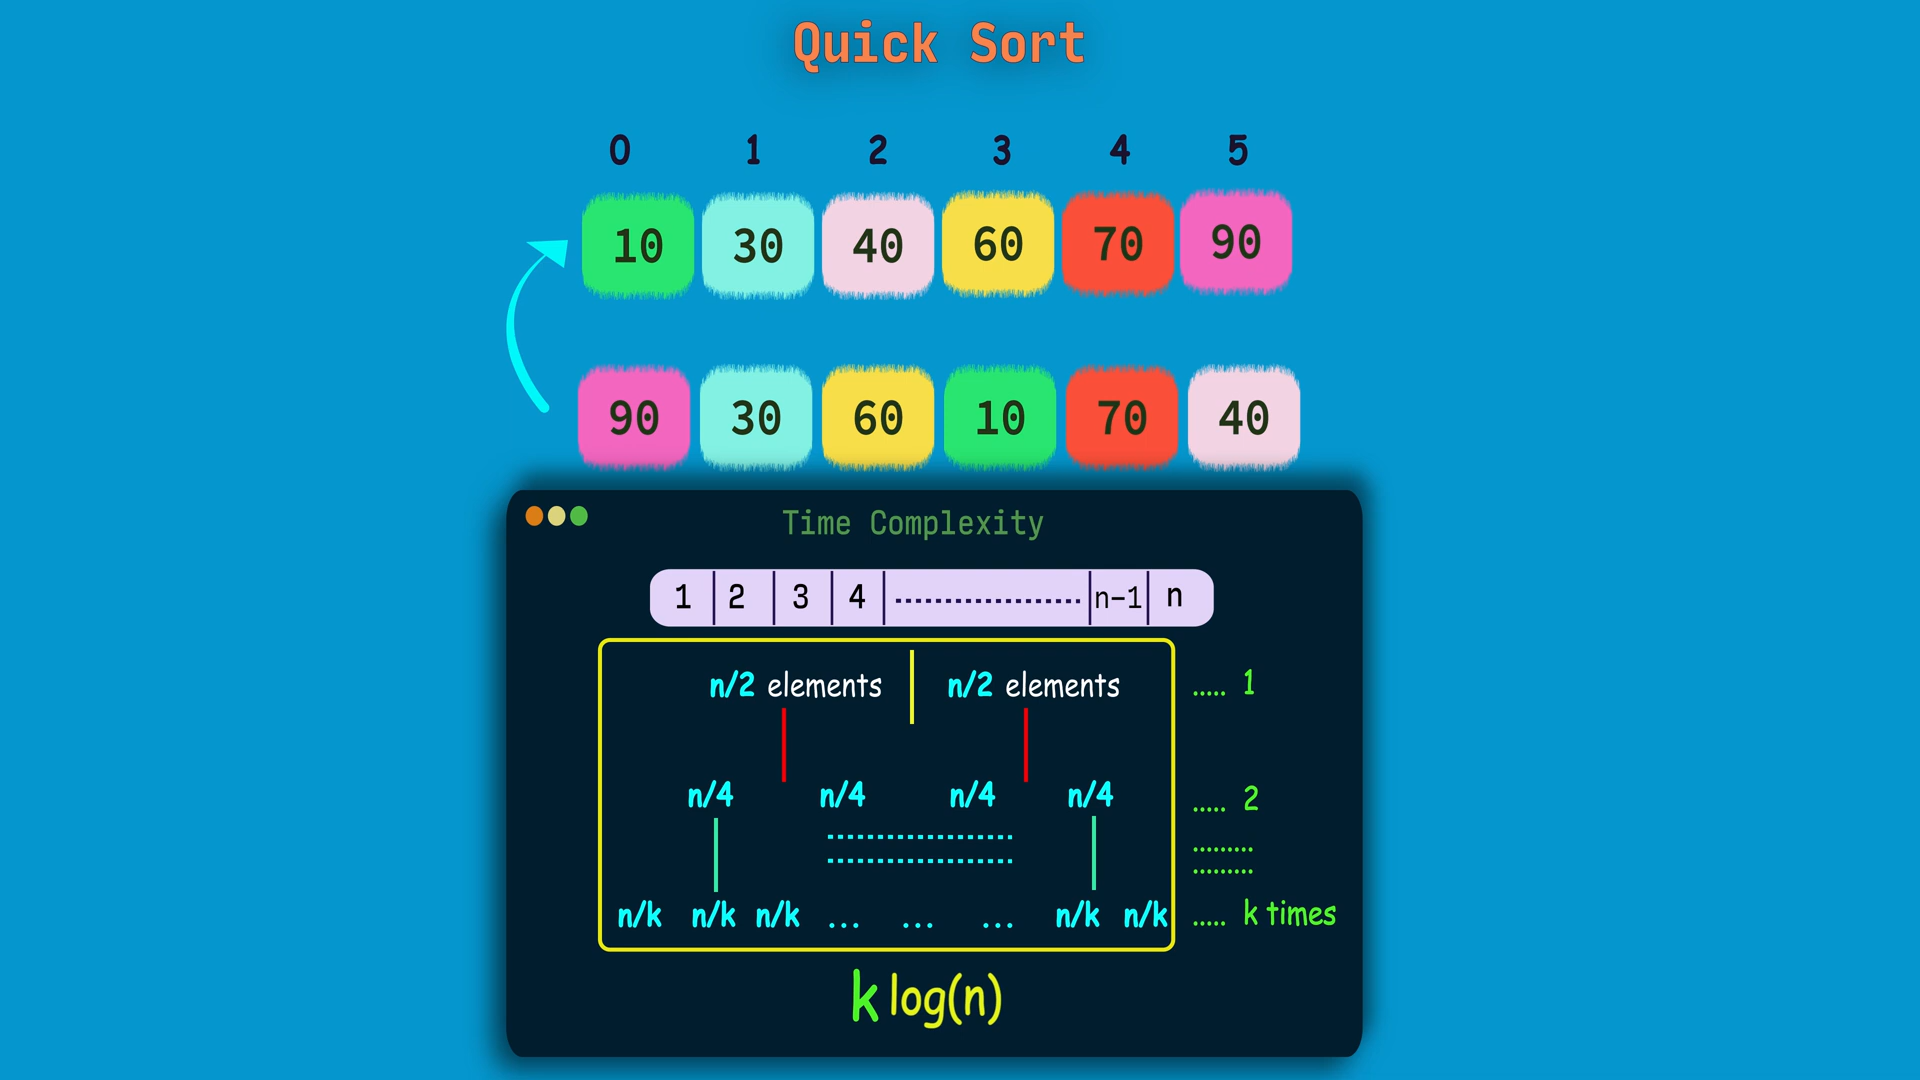 Quick Sort
0 1 2 3 4 5
10 30 40 60 70 90
90 30 60 10 70 40
Time Complexity
1 2 3 4 ................... n-1 n
n/2 elements n/2 elements ..... 1
n/4 n/4 n/4 n/4 ..... 2
n/k n/k n/k ... ... ... n/k n/k ..... k times
k log(n)